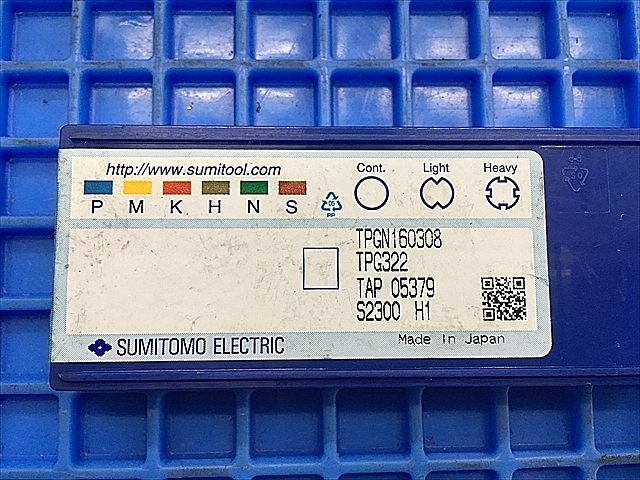 http://www.sumitool.com
Cont. Light Heavy
P M K H N S
05
PP
TPGN160308
TPG322
TAP 05379
S2300 H1
Made In Japan
SUMITOMO ELECTRIC